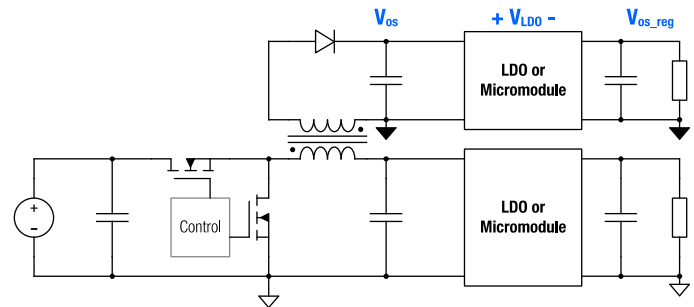 Vos
+ VLDO -
Vos_reg
LDO or
Micromodule
+
-
Control
LDO or
Micromodule